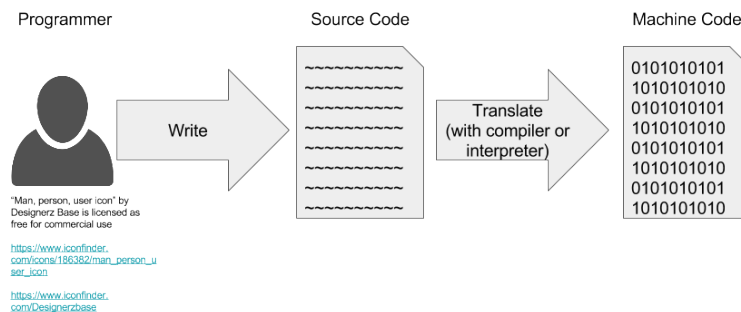 Programmer
Source Code
Machine Code
Write
~~~~~~~~~~
~~~~~~~~~~
~~~~~~~~~~
~~~~~~~~~~
~~~~~~~~~~
~~~~~~~~~~
~~~~~~~~~~
~~~~~~~~~~
Translate
(with compiler or
interpreter)
0101010101
1010101010
0101010101
1010101010
0101010101
1010101010
0101010101
1010101010
"Man, person, user icon" by
Designerz Base is licensed as
free for commercial use
https://www.iconfinder.
com/icons/186382/man_person_u
ser_icon
https://www.iconfinder.
com/Designerzbase